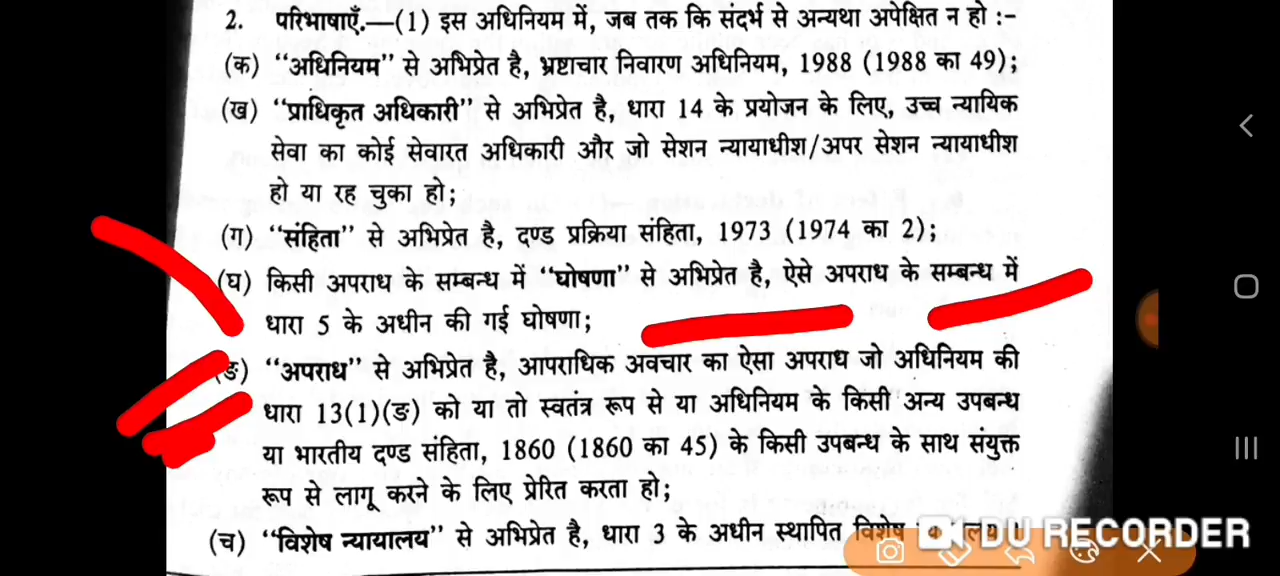 2. परिभाषाएँ.—(1) इस अधिनियम में, जब तक कि संदर्भ से अन्यथा अपेक्षित न हो :-
(क) “अधिनियम” से अभिप्रेत है, भ्रष्टाचार निवारण अधिनियम, 1988 (1988 का 49);
(ख) “प्राधिकृत अधिकारी” से अभिप्रेत है, धारा 14 के प्रयोजन के लिए, उच्च न्यायिक
सेवा का कोई सेवारत अधिकारी और जो सेशन न्यायाधीश/अपर सेशन न्यायाधीश
हो या रह चुका हो;
(ग) “संहिता” से अभिप्रेत है, दण्ड प्रक्रिया संहिता, 1973 (1974 का 2);
(घ) किसी अपराध के सम्बन्ध में “घोषणा” से अभिप्रेत है, ऐसे अपराध के सम्बन्ध में
धारा 5 के अधीन की गई घोषणा;
(ङ) “अपराध” से अभिप्रेत है, आपराधिक अवचार का ऐसा अपराध जो अधिनियम की
धारा 13(1)(ङ) को या तो स्वतंत्र रूप से या अधिनियम के किसी अन्य उपबन्ध
या भारतीय दण्ड संहिता, 1860 (1860 का 45) के किसी उपबन्ध के साथ संयुक्त
रूप से लागू करने के लिए प्रेरित करता हो;
(च) “विशेष न्यायालय” से अभिप्रेत है, धारा 3 के अधीन स्थापित विशेष
DU RECORDER